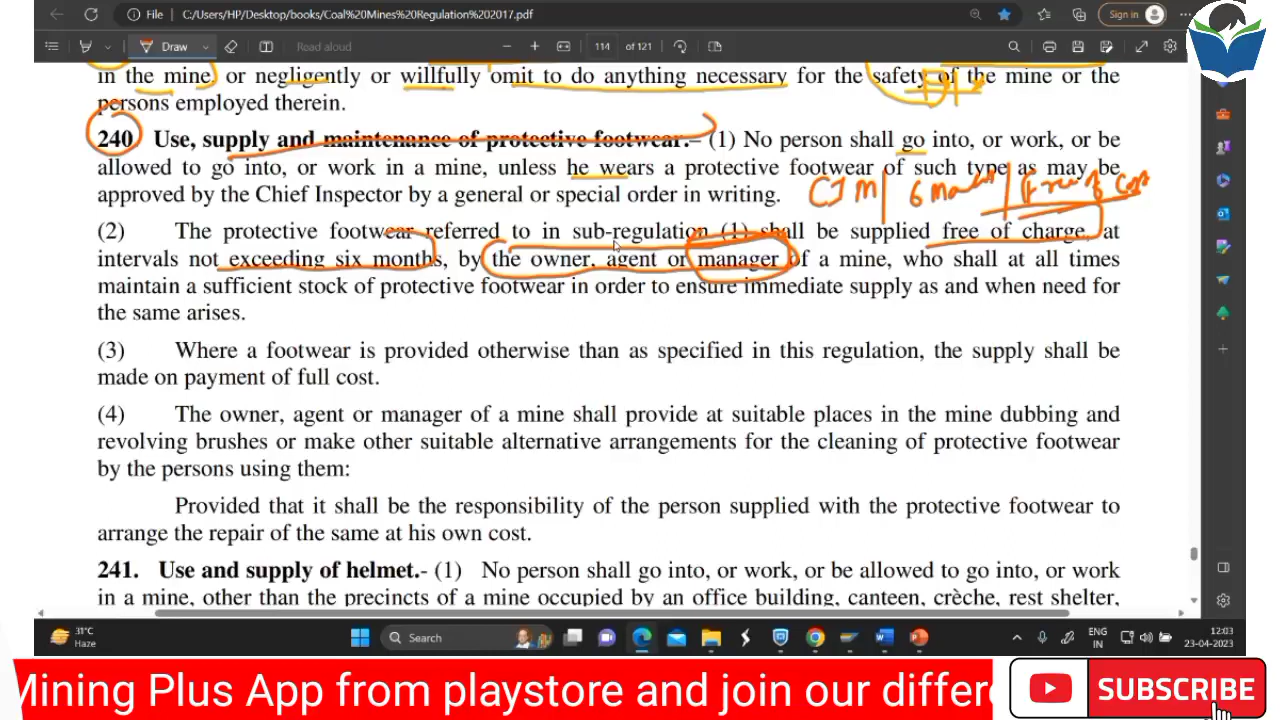 File
C:/Users/HP/Desktop/books/Coal%20Mines%20Regulation%202017.pdf
Sign in
Draw
Read aloud
114 of 121
in the mine) or negligently or willfully omit to do anything necessary for the safety of the mine or the
persons employed therein.
240 Use, supply and maintenance of protective footwear.– (1) No person shall go into, or work, or be
allowed to go into, or work in a mine, unless he wears a protective footwear of such type as may be
approved by the Chief Inspector by a general or special order in writing.
CIM 6 Months Free of Cost
(2) The protective footwear referred to in sub-regulation (1) shall be supplied free of charge, at
intervals not exceeding six months, by the owner, agent or manager of a mine, who shall at all times
maintain a sufficient stock of protective footwear in order to ensure immediate supply as and when need for
the same arises.
(3) Where a footwear is provided otherwise than as specified in this regulation, the supply shall be
made on payment of full cost.
(4) The owner, agent or manager of a mine shall provide at suitable places in the mine dubbing and
revolving brushes or make other suitable alternative arrangements for the cleaning of protective footwear
by the persons using them:
Provided that it shall be the responsibility of the person supplied with the protective footwear to
arrange the repair of the same at his own cost.
241. Use and supply of helmet.- (1) No person shall go into, or work, or be allowed to go into, or work
in a mine, other than the precincts of a mine occupied by an office building, canteen, crèche, rest shelter,
31°C
Haze
Search
ENG
IN
12:03
23-04-2023
Mining Plus App from playstore and join our differe
SUBSCRIBE